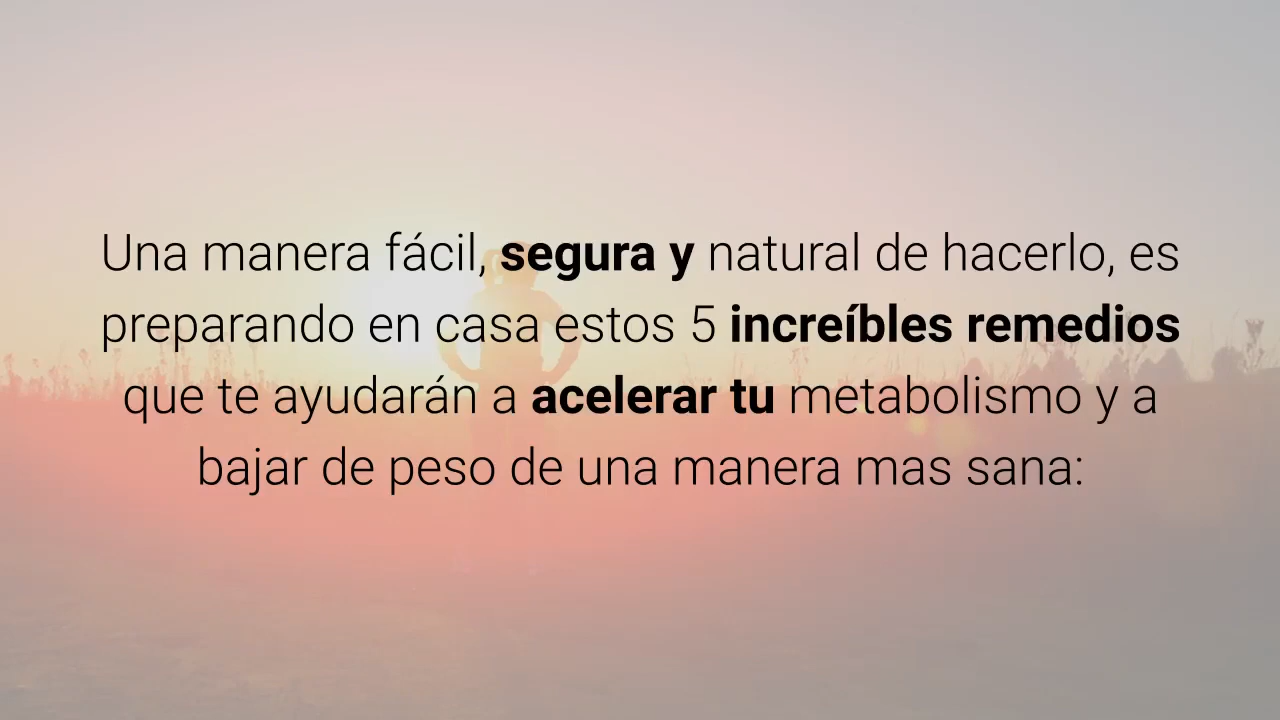 Una manera fácil, segura y natural de hacerlo, es
preparando en casa estos 5 increíbles remedios
que te ayudarán a acelerar tu metabolismo y a
bajar de peso de una manera mas sana: